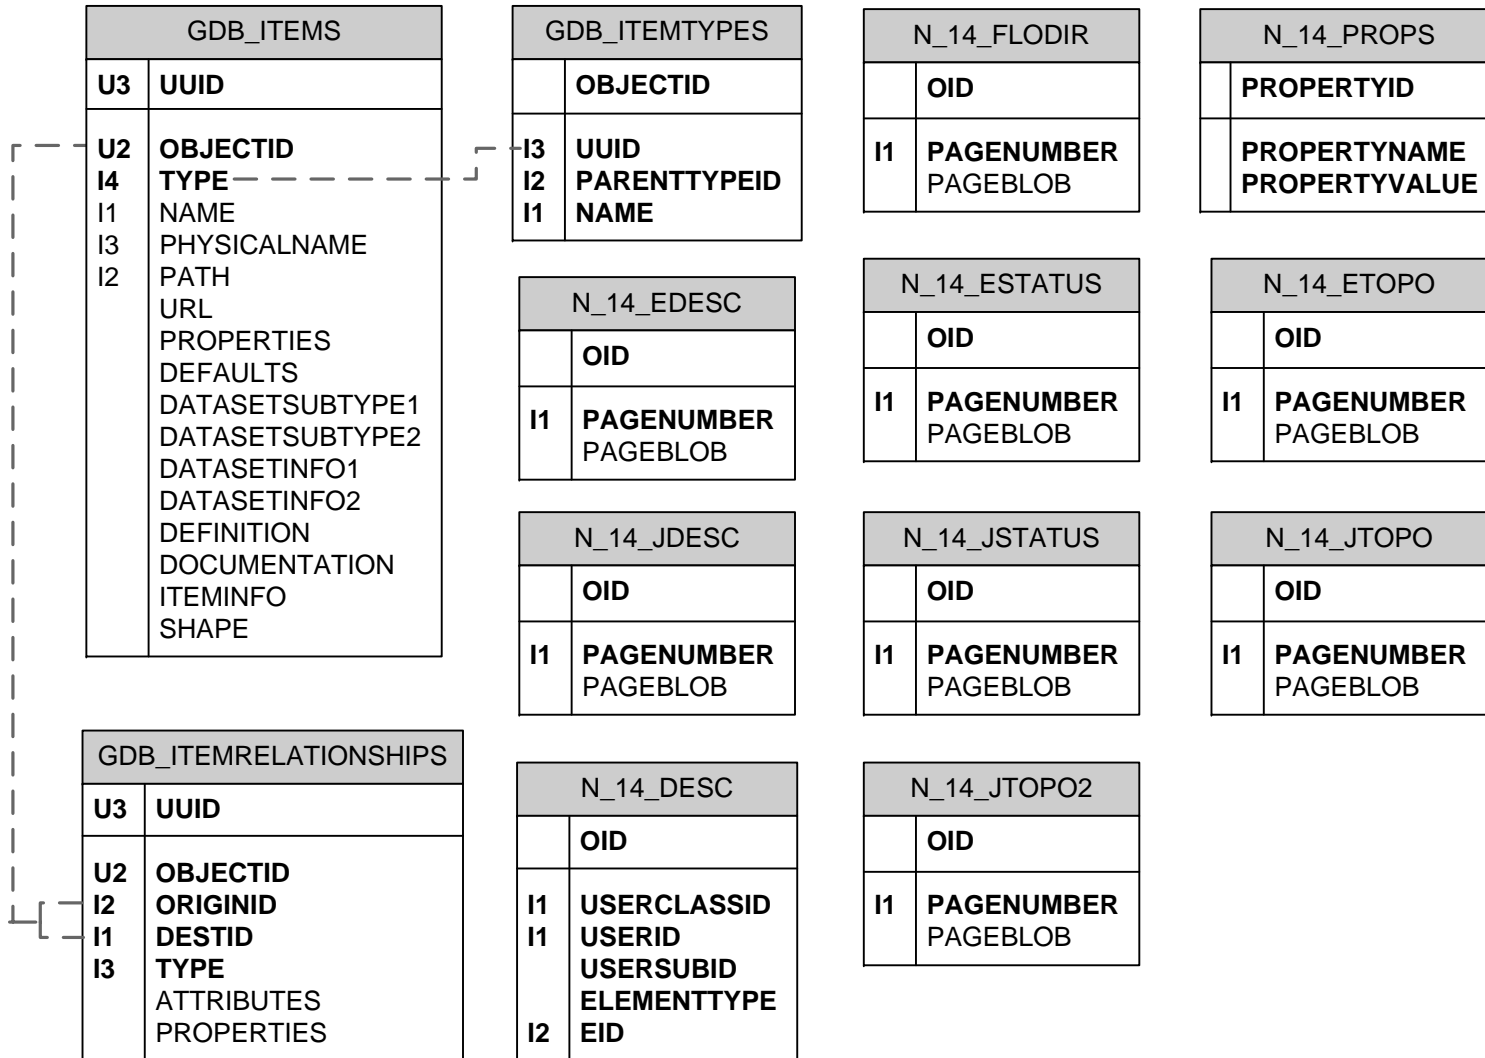 GDB_ITEMS
U3 UUID
U2 OBJECTID
I4 TYPE
I1 NAME
I3 PHYSICALNAME
I2 PATH
URL
PROPERTIES
DEFAULTS
DATASETSUBTYPE1
DATASETSUBTYPE2
DATASETINFO1
DATASETINFO2
DEFINITION
DOCUMENTATION
ITEMINFO
SHAPE
GDB_ITEMTYPES
OBJECTID
I3 UUID
I2 PARENTTYPEID
I1 NAME
N_14_FLODIR
OID
I1 PAGENUMBER
PAGEBLOB
N_14_PROPS
PROPERTYID
PROPERTYNAME
PROPERTYVALUE
N_14_EDESC
OID
I1 PAGENUMBER
PAGEBLOB
N_14_ESTATUS
OID
I1 PAGENUMBER
PAGEBLOB
N_14_ETOPO
OID
I1 PAGENUMBER
PAGEBLOB
N_14_JDESC
OID
I1 PAGENUMBER
PAGEBLOB
N_14_JSTATUS
OID
I1 PAGENUMBER
PAGEBLOB
N_14_JTOPO
OID
I1 PAGENUMBER
PAGEBLOB
GDB_ITEMRELATIONSHIPS
U3 UUID
U2 OBJECTID
I2 ORIGINID
I1 DESTID
I3 TYPE
ATTRIBUTES
PROPERTIES
N_14_DESC
OID
I1 USERCLASSID
I1 USERID
USERSUBID
ELEMENTTYPE
I2 EID
N_14_JTOPO2
OID
I1 PAGENUMBER
PAGEBLOB